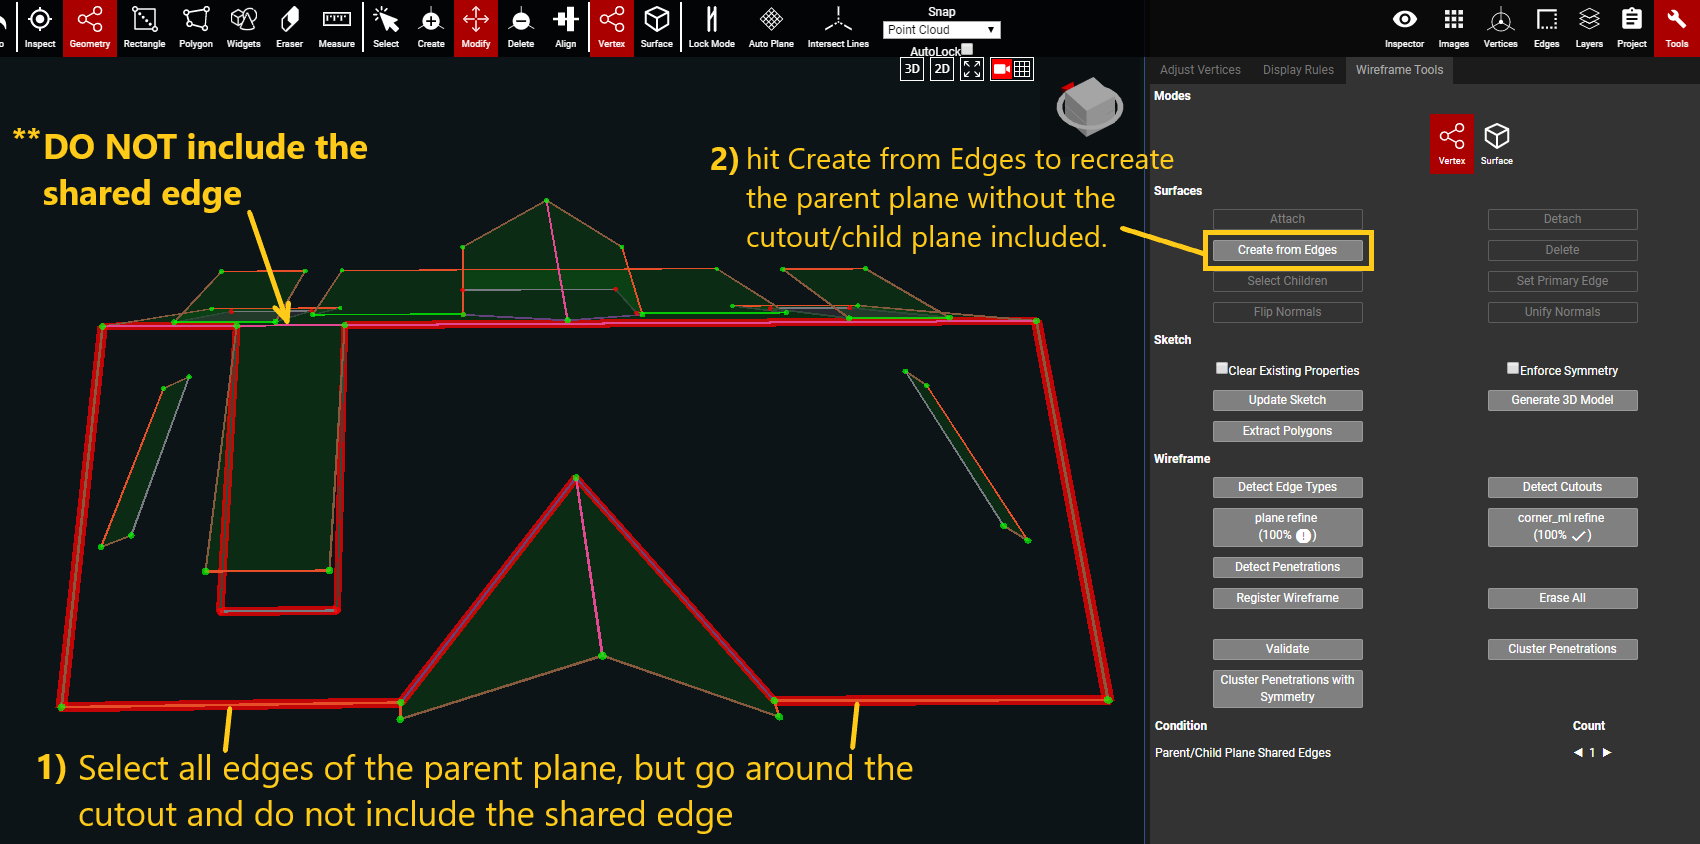 o
Inspect
Geometry
Rectangle
Polygon
Widgets
Eraser
Measure
Select
Create
Modify
Delete
Align
Vertex
Surface
Lock Mode
Auto Plane
Intersect Lines
Snap
Point Cloud
AutoLock
3D
2D
Inspector
Images
Vertices
Edges
Layers
Project
Tools
Adjust Vertices
Display Rules
Wireframe Tools
Modes
Vertex
Surface
**DO NOT include the
shared edge
2) hit Create from Edges to recreate
the parent plane without the
cutout/child plane included.
Surfaces
Attach
Detach
Create from Edges
Delete
Select Children
Set Primary Edge
Flip Normals
Unify Normals
Sketch
Clear Existing Properties
Enforce Symmetry
Update Sketch
Generate 3D Model
Extract Polygons
Wireframe
Detect Edge Types
Detect Cutouts
plane refine
(100% !)
corner_ml refine
(100% ✓)
Detect Penetrations
Register Wireframe
Erase All
Validate
Cluster Penetrations
Cluster Penetrations with
Symmetry
Condition
Count
Parent/Child Plane Shared Edges
1
1) Select all edges of the parent plane, but go around the
cutout and do not include the shared edge